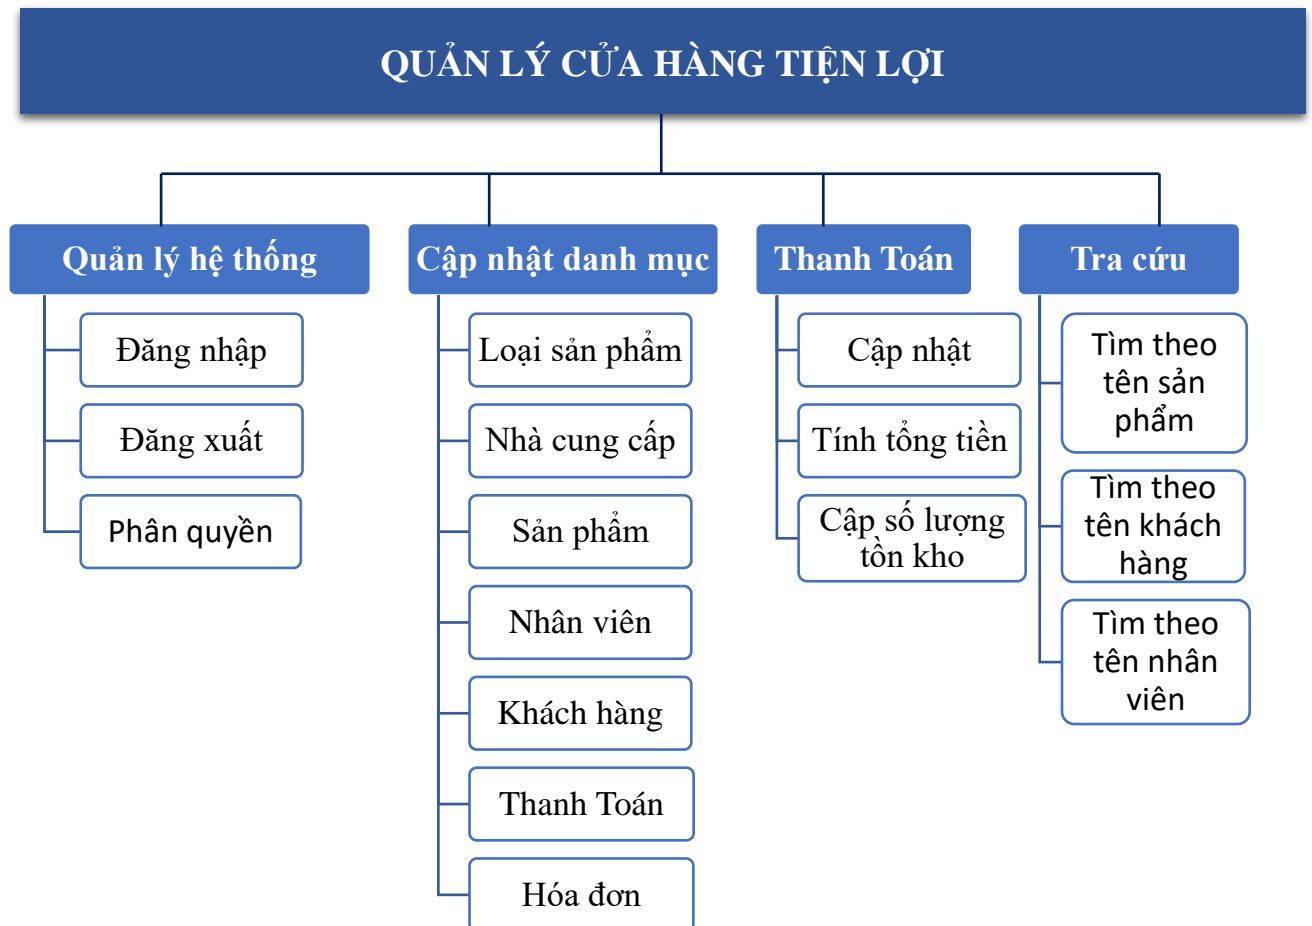 QUẢN LÝ CỬA HÀNG TIỆN LỢI
Quản lý hệ thống
Đăng nhập
Đăng xuất
Phân quyền
Cập nhật danh mục
Loại sản phẩm
Nhà cung cấp
Sản phẩm
Nhân viên
Khách hàng
Thanh Toán
Hóa đơn
Thanh Toán
Cập nhật
Tính tổng tiền
Cập số lượng
tồn kho
Tra cứu
Tìm theo
tên sản
phẩm
Tìm theo
tên khách
hàng
Tìm theo
tên nhân
viên